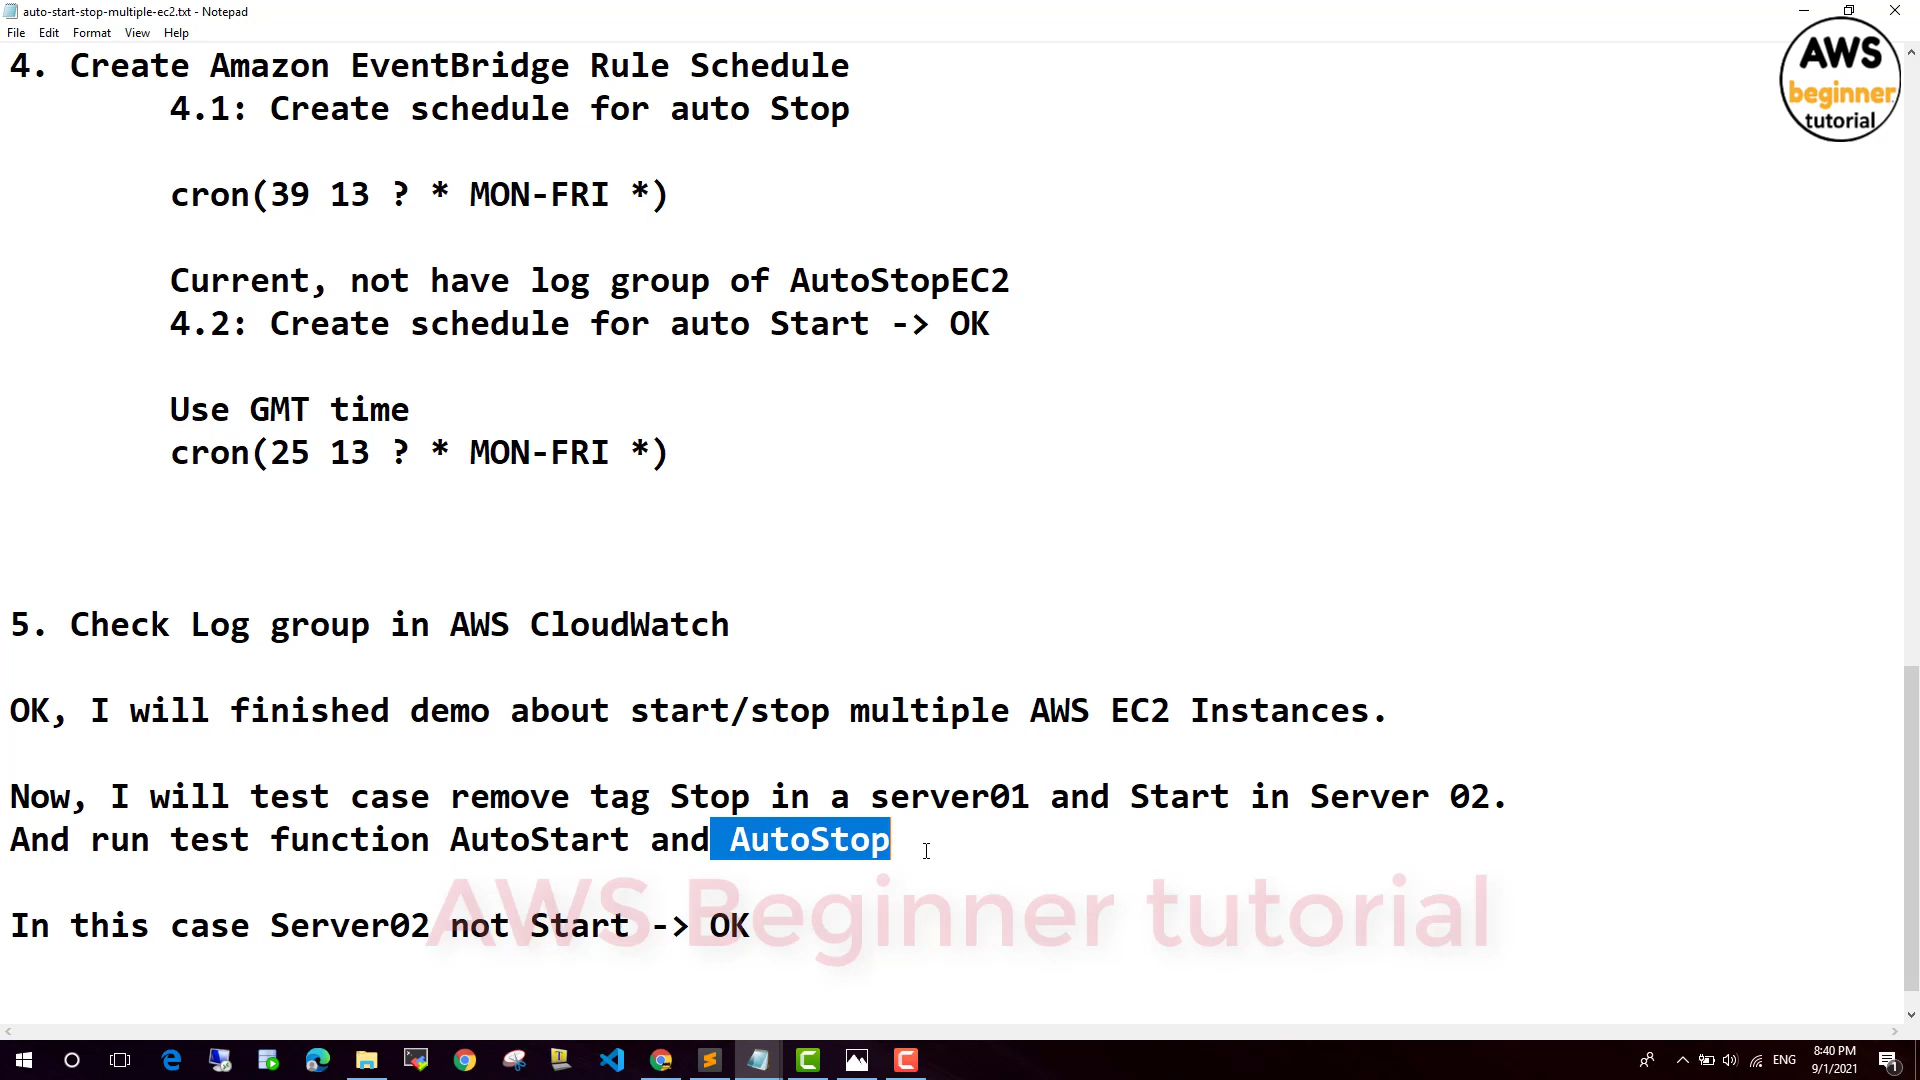 auto-start-stop-multiple-ec2.txt - Notepad
File Edit Format View Help
AWS
beginner
tutorial
4. Create Amazon EventBridge Rule Schedule
4.1: Create schedule for auto Stop
cron(39 13 ? * MON-FRI *)
Current, not have log group of AutoStopEC2
4.2: Create schedule for auto Start -> OK
Use GMT time
cron(25 13 ? * MON-FRI *)
5. Check Log group in AWS CloudWatch
OK, I will finished demo about start/stop multiple AWS EC2 Instances.
Now, I will test case remove tag Stop in a server01 and Start in Server 02.
And run test function AutoStart and AutoStop
AWS Beginner tutorial
In this case Server02 not Start -> OK
ENG
8:40 PM
9/1/2021
1